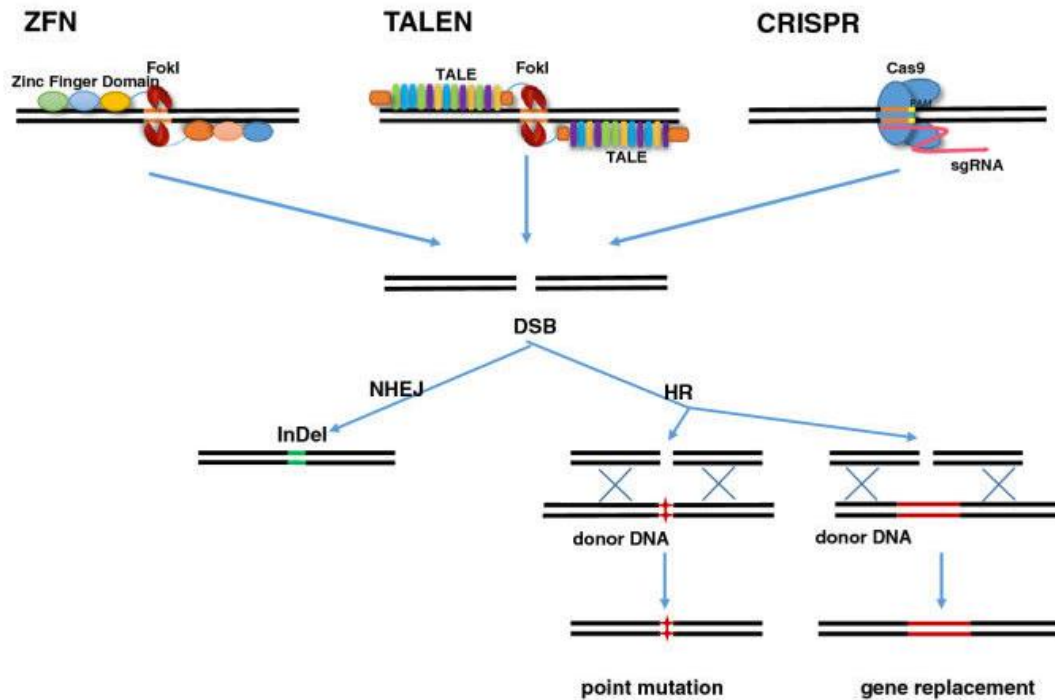 ZFN
TALEN
CRISPR
Zinc Finger Domain
FokI
TALE
FokI
Cas9
PAM
TALE
sgRNA
DSB
NHEJ
HR
InDel
donor DNA
donor DNA
point mutation
gene replacement